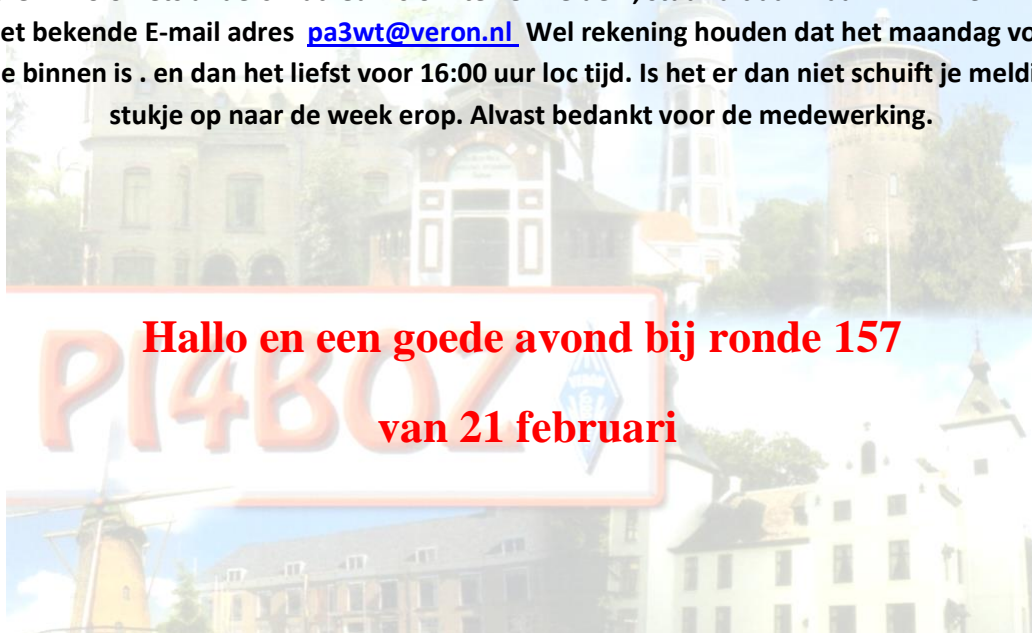 et bekende E-mail adres pa3wt@veron.nl Wel rekening houden dat het maandag vo
e binnen is . en dan het liefst voor 16:00 uur loc tijd. Is het er dan niet schuift je meldi
stukje op naar de week erop. Alvast bedankt voor de medewerking.
Hallo en een goede avond bij ronde 157
PI4BOZ
VERON
van 21 februari